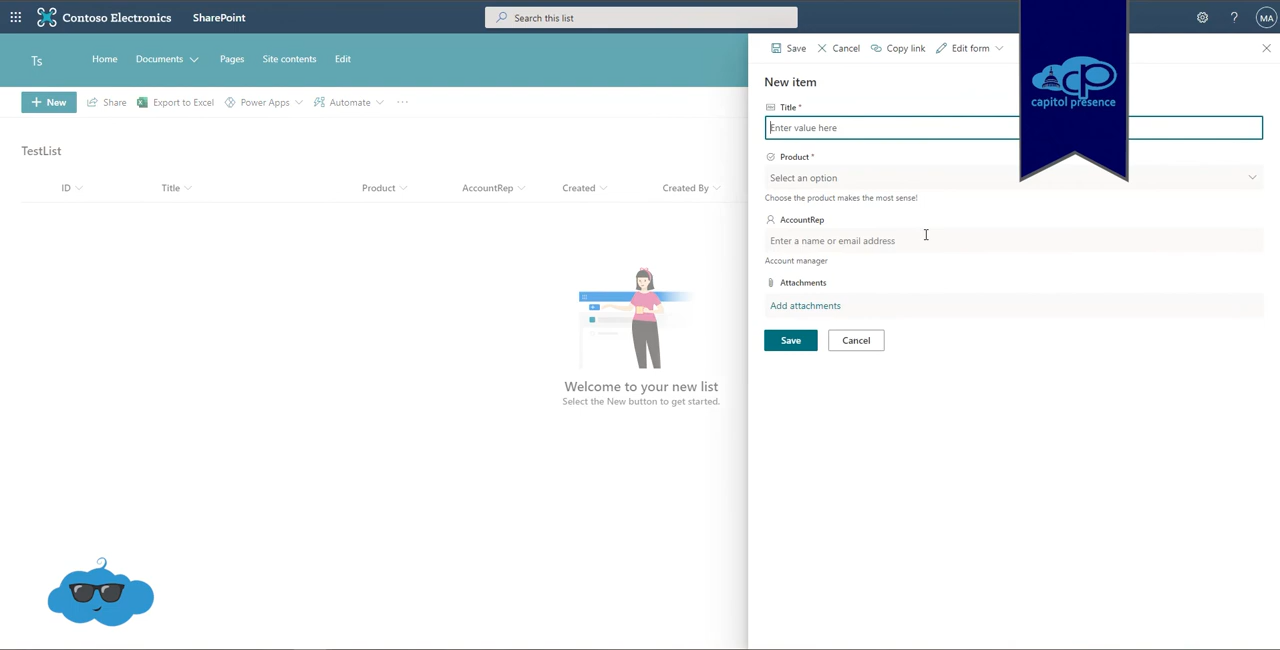 Contoso Electronics SharePoint Search this list ? MA
Ts Home Documents Pages Site contents Edit
+ New Share Export to Excel Power Apps Automate ...
TestList
ID Title Product AccountRep Created Created By
Welcome to your new list
Select the New button to get started.
Save Cancel Copy link Edit form
cp
capitol presence
New item
Title *
Enter value here
Product *
Select an option
Choose the product makes the most sense!
AccountRep
Enter a name or email address
Account manager
Attachments
Add attachments
Save Cancel